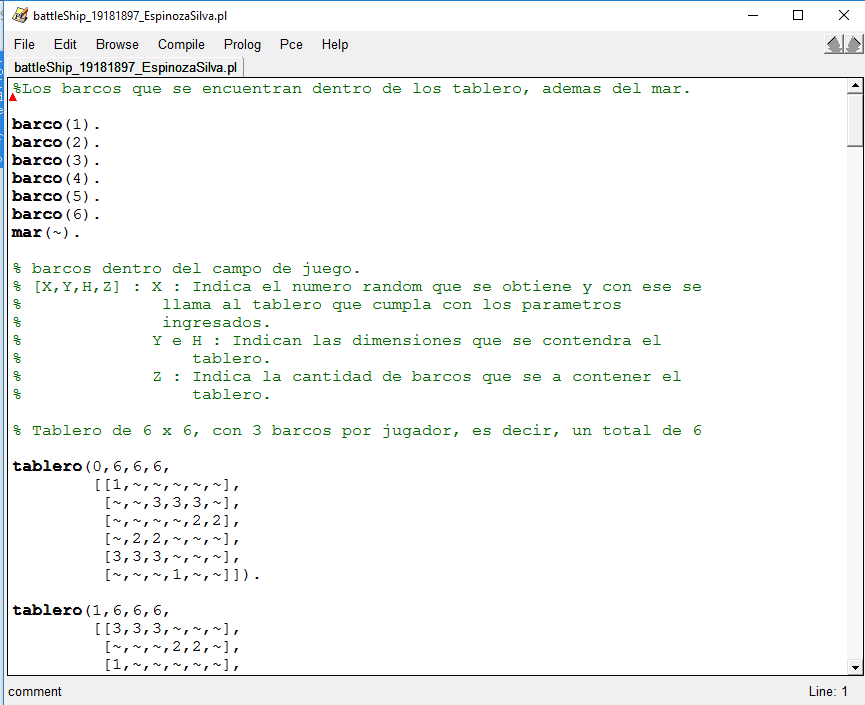 battleShip_19181897_EspinozaSilva.pl
File Edit Browse Compile Prolog Pce Help
battleShip_19181897_EspinozaSilva.pl
%Los barcos que se encuentran dentro de los tablero, ademas del mar.
barco(1).
barco(2).
barco(3).
barco(4).
barco(5).
barco(6).
mar(~).
% barcos dentro del campo de juego.
% [X,Y,H,Z] : X : Indica el numero random que se obtiene y con ese se
% llama al tablero que cumpla con los parametros
% ingresados.
% Y e H : Indican las dimensiones que se contendra el
% tablero.
% Z : Indica la cantidad de barcos que se a contener el
% tablero.
% Tablero de 6 x 6, con 3 barcos por jugador, es decir, un total de 6
tablero(0,6,6,6,
[[1,~,~,~,~,~],
[~,~,3,3,3,~],
[~,~,~,~,2,2],
[~,2,2,~,~,~],
[3,3,3,~,~,~],
[~,~,~,1,~,~]]).
tablero(1,6,6,6,
[[3,3,3,~,~,~],
[~,~,~,2,2,~],
[1,~,~,~,~,~],
comment Line: 1